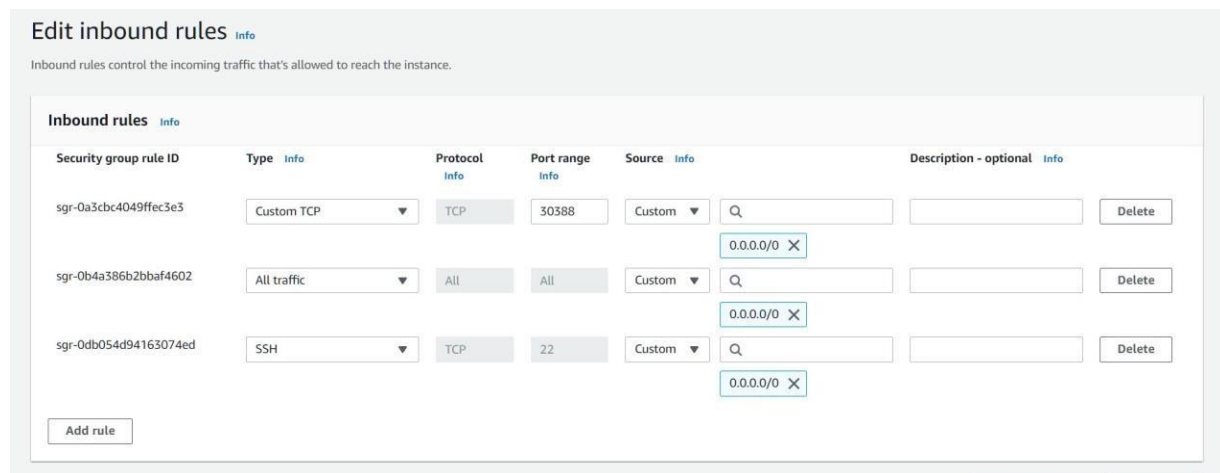 Edit inbound rules Info
Inbound rules control the incoming traffic that's allowed to reach the instance.
Inbound rules Info
Security group rule ID Type Info Protocol Info Port range Info Source Info Description - optional Info
sgr-0a3cbc4049ffec3e3 Custom TCP TCP 30388 Custom Delete
0.0.0.0/0
sgr-0b4a386b2bbaf4602 All traffic All All Custom Delete
0.0.0.0/0
sgr-0db054d94163074ed SSH TCP 22 Custom Delete
0.0.0.0/0
Add rule